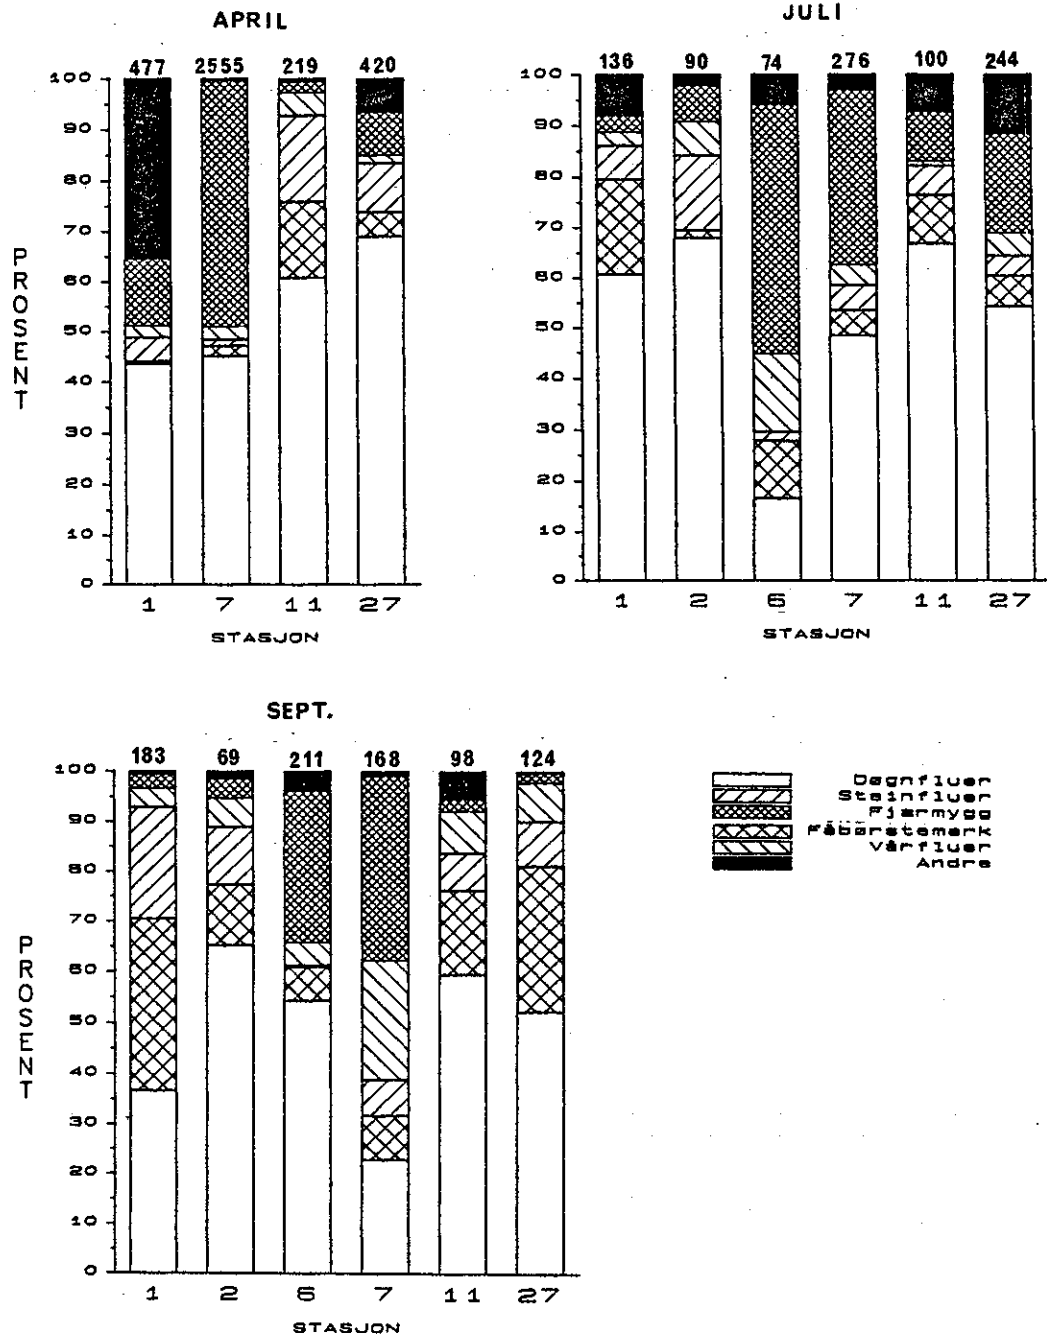 APRIL
477 2555 219 420
100
90
80
70
60
50
40
30
20
10
0
PROSENT
1 7 11 27
STASJON
JULI
136 90 74 276 100 244
100
90
80
70
60
50
40
30
20
10
0
1 2 6 7 11 27
STASJON
SEPT.
183 69 211 168 98 124
100
90
80
70
60
50
40
30
20
10
0
PROSENT
1 2 6 7 11 27
STASJON
Døgnfluer
Steinfluer
Fjærmygg
Fåbørstemark
Vårfluer
Andre